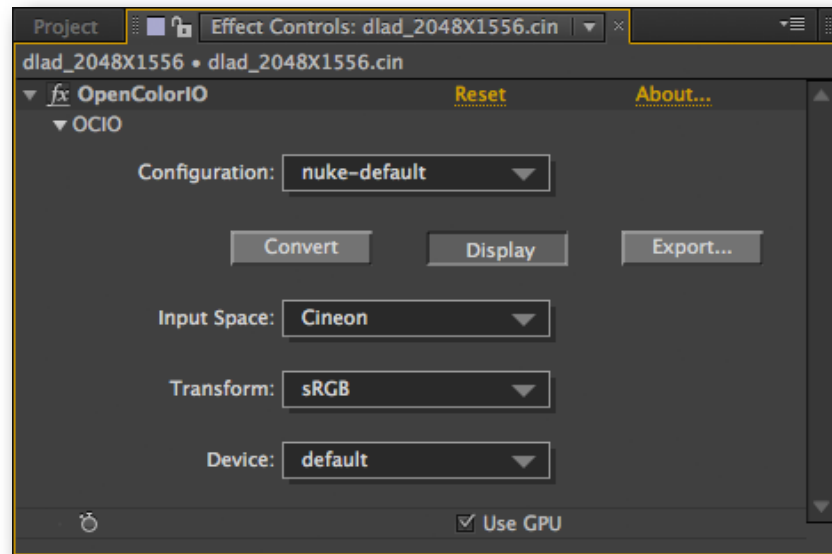 Project Effect Controls: dlad_2048X1556.cin
dlad_2048X1556 • dlad_2048X1556.cin
fx OpenColorIO Reset About...
OCIO
Configuration: nuke-default
Convert Display Export...
Input Space: Cineon
Transform: sRGB
Device: default
Use GPU